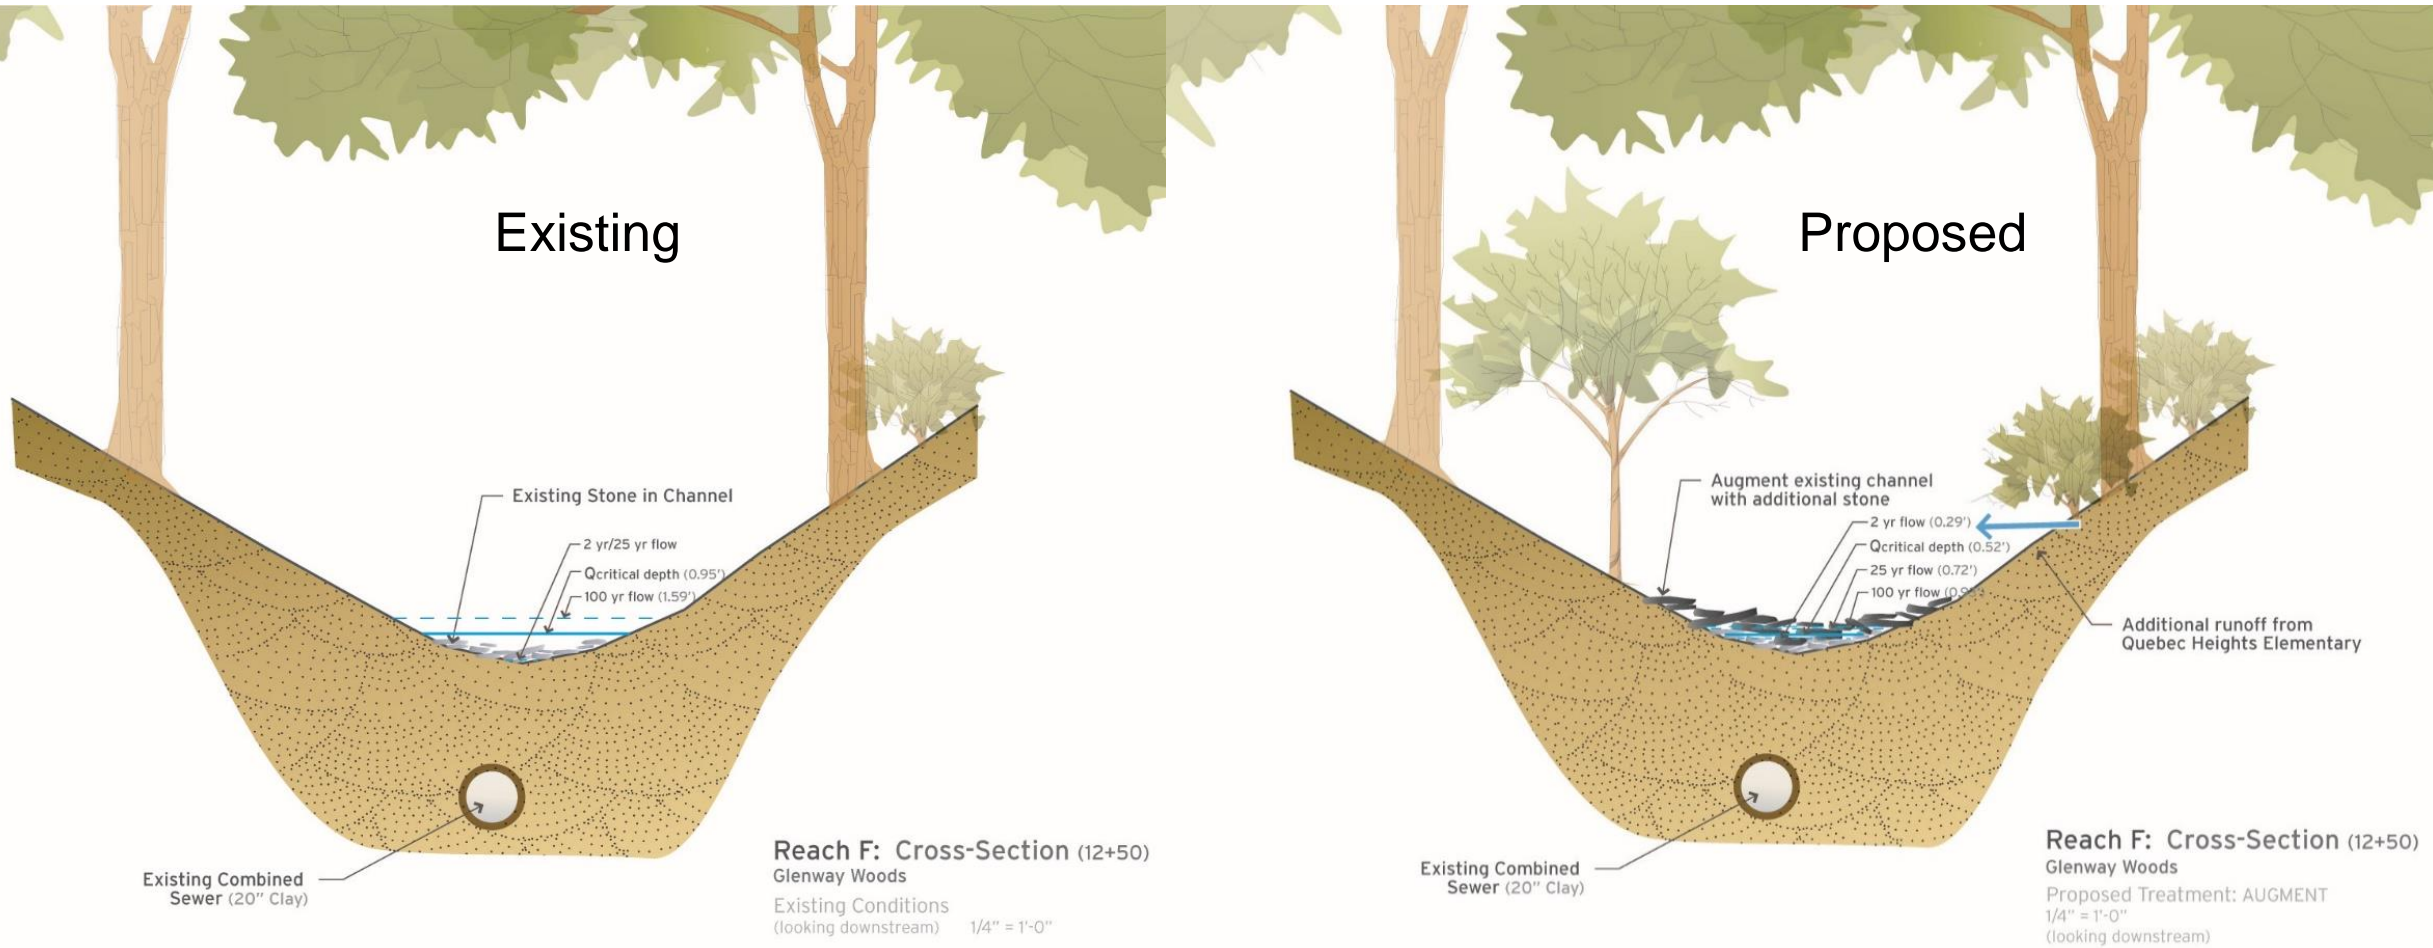 Existing
Existing Stone in Channel
2 yr/25 yr flow
Qcritical depth (0.95')
100 yr flow (1.59')
Existing Combined
Sewer (20" Clay)
Reach F: Cross-Section (12+50)
Glenway Woods
Existing Conditions
(looking downstream) 1/4" = 1'-0"
Proposed
Augment existing channel
with additional stone
2 yr flow (0.29')
Qcritical depth (0.52')
25 yr flow (0.72')
100 yr flow
Additional runoff from
Quebec Heights Elementary
Existing Combined
Sewer (20" Clay)
Reach F: Cross-Section (12+50)
Glenway Woods
Proposed Treatment: AUGMENT
1/4" = 1'-0"
(looking downstream)